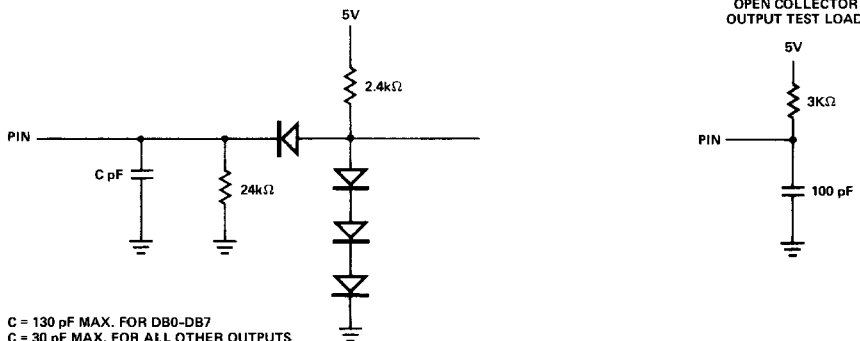 5V
2.4kΩ
PIN
C pF
24kΩ
C = 130 pF MAX. FOR DB0-DB7
C = 30 pF MAX. FOR ALL OTHER OUTPUTS
OPEN COLLECTOR
OUTPUT TEST LOAD
5V
3KΩ
PIN
100 pF